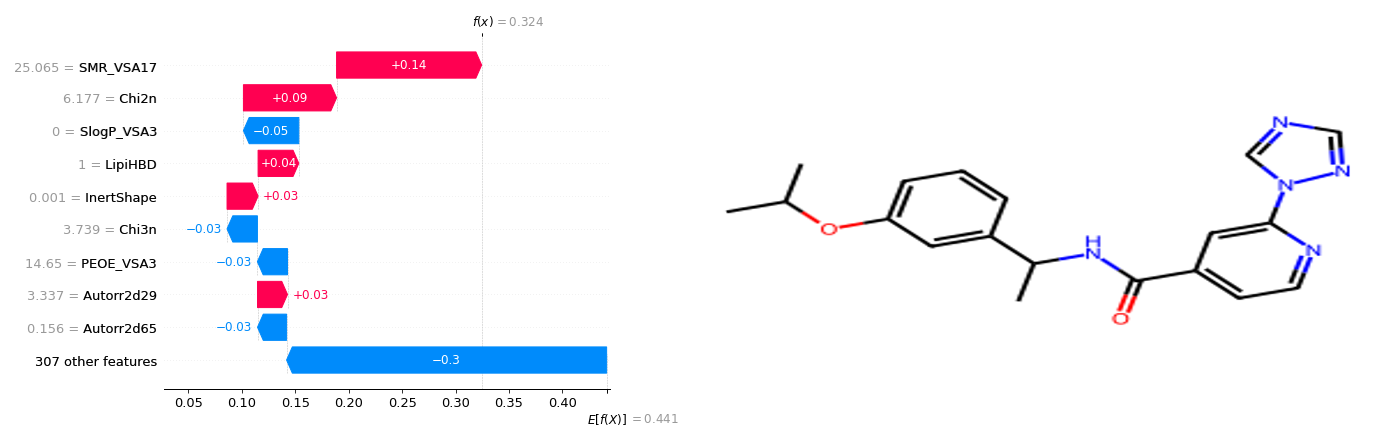 f(x) = 0.324
25.065 = SMR_VSA17
+0.14
6.177 = Chi2n
+0.09
0 = SlogP_VSA3
−0.05
1 = LipiHBD
+0.04
0.001 = InertShape
+0.03
3.739 = Chi3n
−0.03
14.65 = PEOE_VSA3
−0.03
3.337 = Autorr2d29
+0.03
0.156 = Autorr2d65
−0.03
307 other features
−0.3
0.05 0.10 0.15 0.20 0.25 0.30 0.35 0.40
E[f(X)] = 0.441
N
N
N
O
H
N
N
O